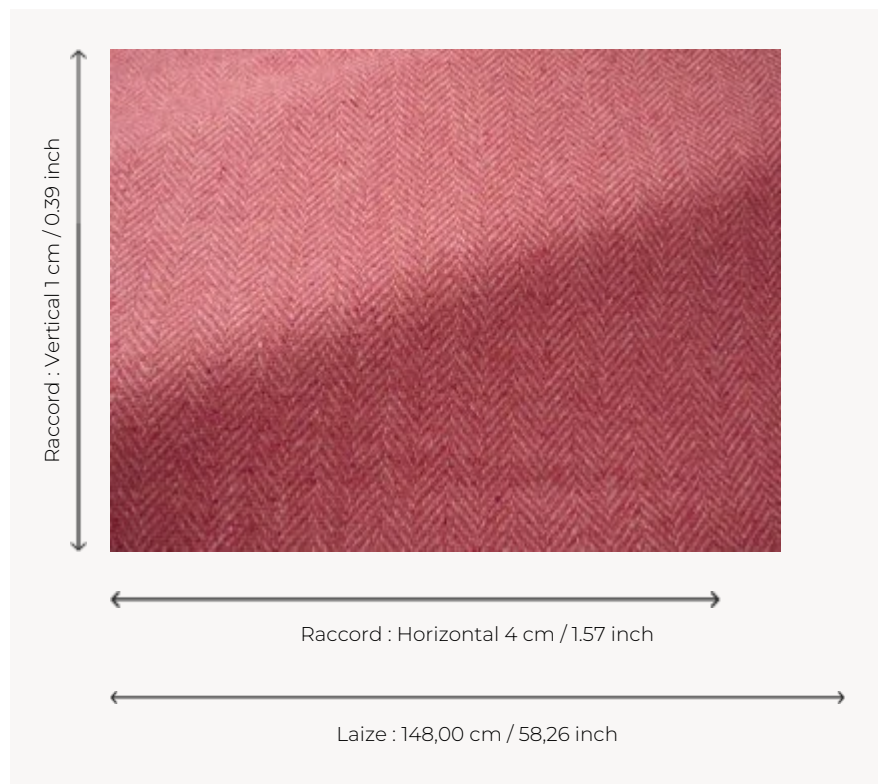 Raccord : Vertical 1 cm / 0.39 inch
Raccord : Horizontal 4 cm / 1.57 inch
Laize : 148,00 cm / 58,26 inch